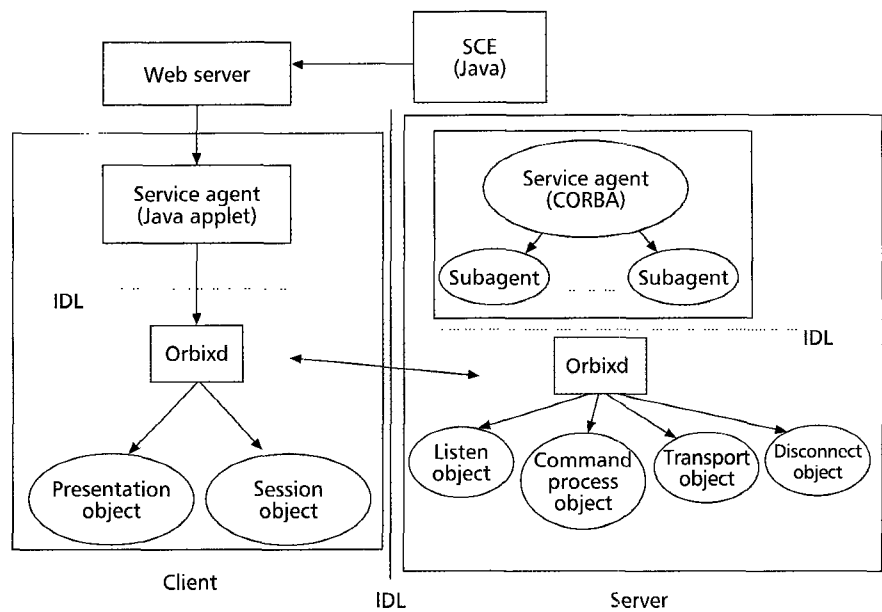 SCE
(Java)
Web server
Service agent
(Java applet)
Service agent
(CORBA)
Subagent
Subagent
IDL
IDL
Orbixd
Orbixd
Listen
object
Command
process
object
Transport
object
Disconnect
object
Presentation
object
Session
object
Client
IDL
Server